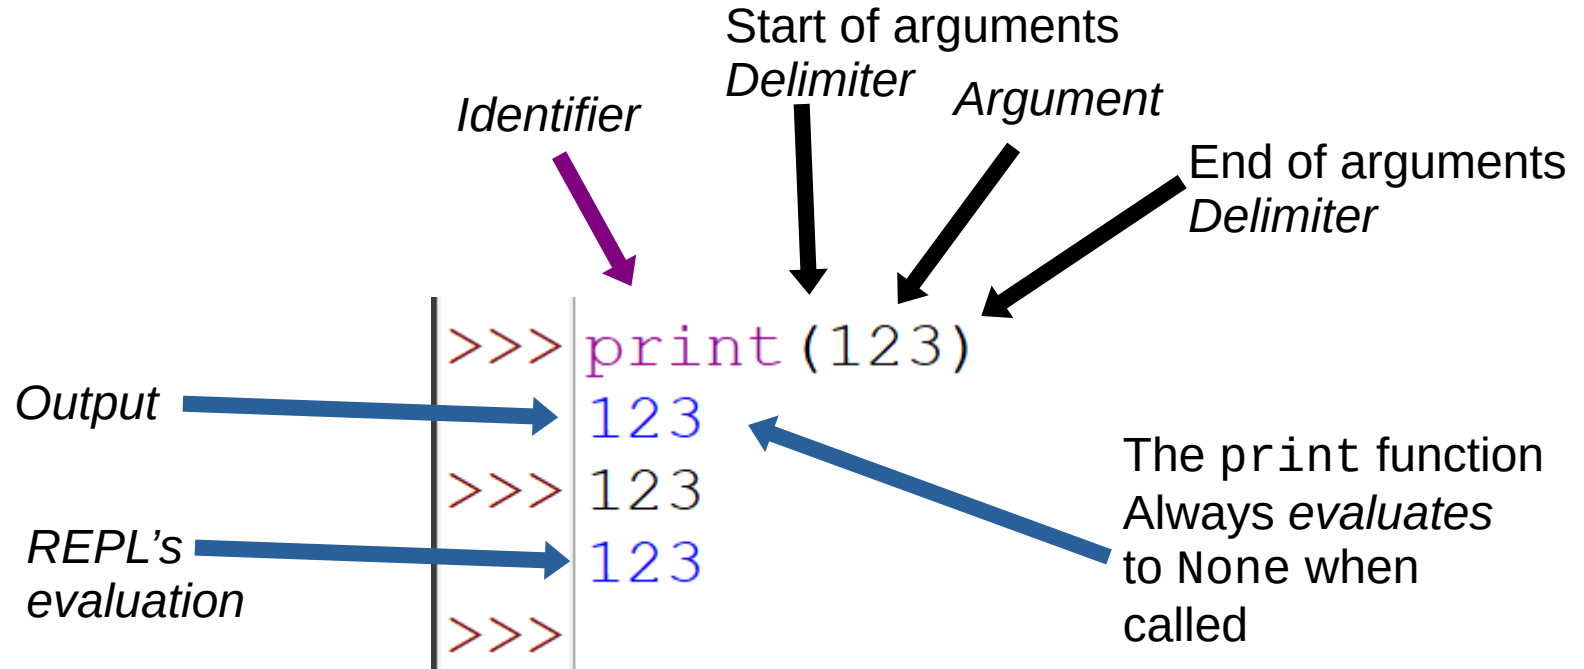 Start of arguments
Delimiter
Identifier
Argument
End of arguments
Delimiter
>>> print(123)
Output
123
>>> 123
REPL’s
evaluation
123
>>>
The print function
Always evaluates
to None when
called